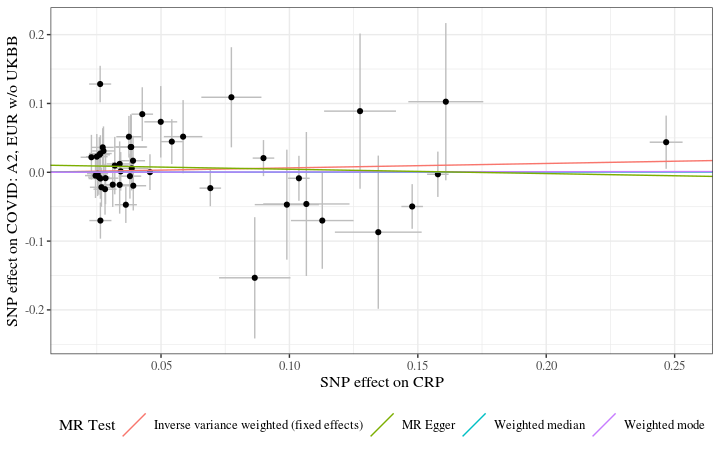 SNP effect on COVID: A2, EUR w/o UKBB
0.2
0.1
0.0
-0.1
-0.2
0.05
0.10
0.15
0.20
0.25
SNP effect on CRP
MR Test
Inverse variance weighted (fixed effects)
MR Egger
Weighted median
Weighted mode